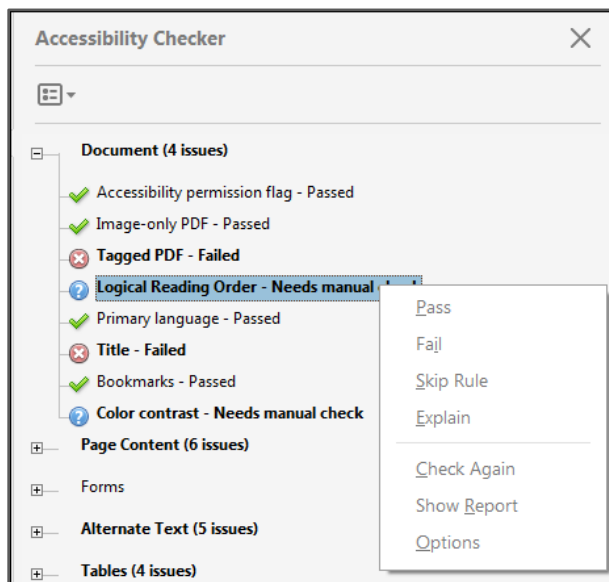 Accessibility Checker
Document (4 issues)
Accessibility permission flag - Passed
Image-only PDF - Passed
Tagged PDF - Failed
Logical Reading Order - Needs manual
Primary language - Passed
Title - Failed
Bookmarks - Passed
Color contrast - Needs manual check
Page Content (6 issues)
Forms
Alternate Text (5 issues)
Tables (4 issues)
Pass
Fail
Skip Rule
Explain
Check Again
Show Report
Options